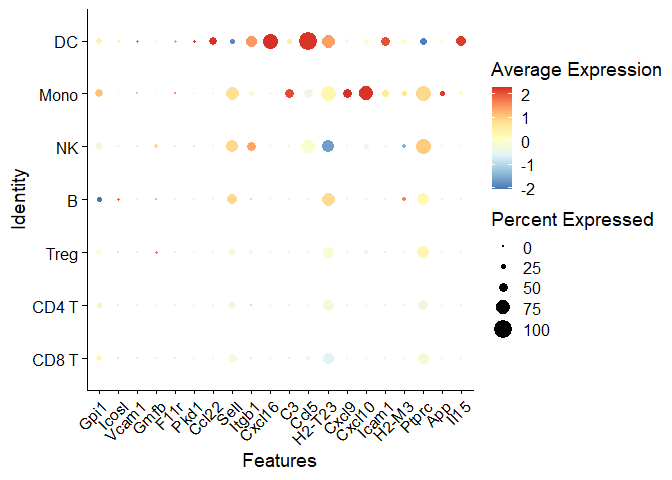 DC
Mono
NK
B
Treg
CD4 T
CD8 T
Identity
Gpi1
Icosl
Vcam1
Gmfb
F11r
Pkd1
Ccl22
Sell
Itgb1
Cxcl16
C3
Ccl5
H2-T23
Cxcl9
Cxcl10
Icam1
H2-M3
Ptprc
App
Il15
Features
Average Expression
2
1
0
-1
-2
Percent Expressed
0
25
50
75
100